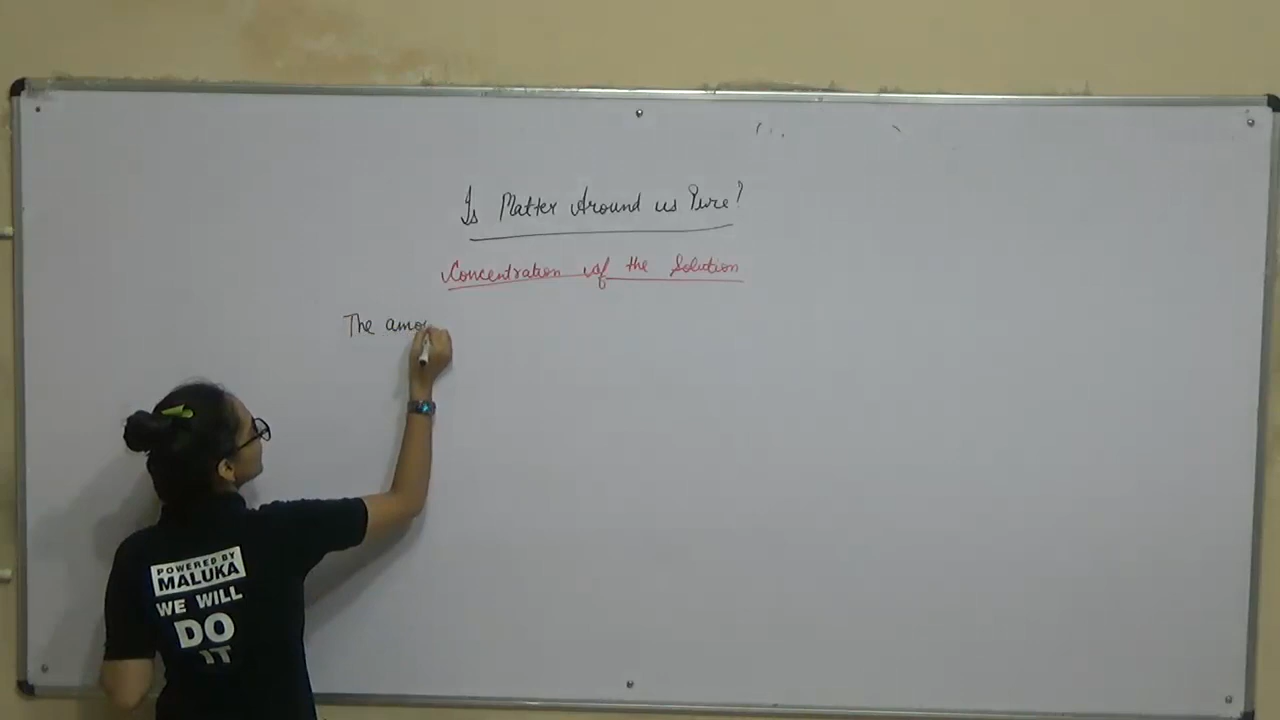 Is Matter Around us Pure?
Concentration of the Solution
The amo
POWERED BY
MALUKA
WE WILL
DO
IT